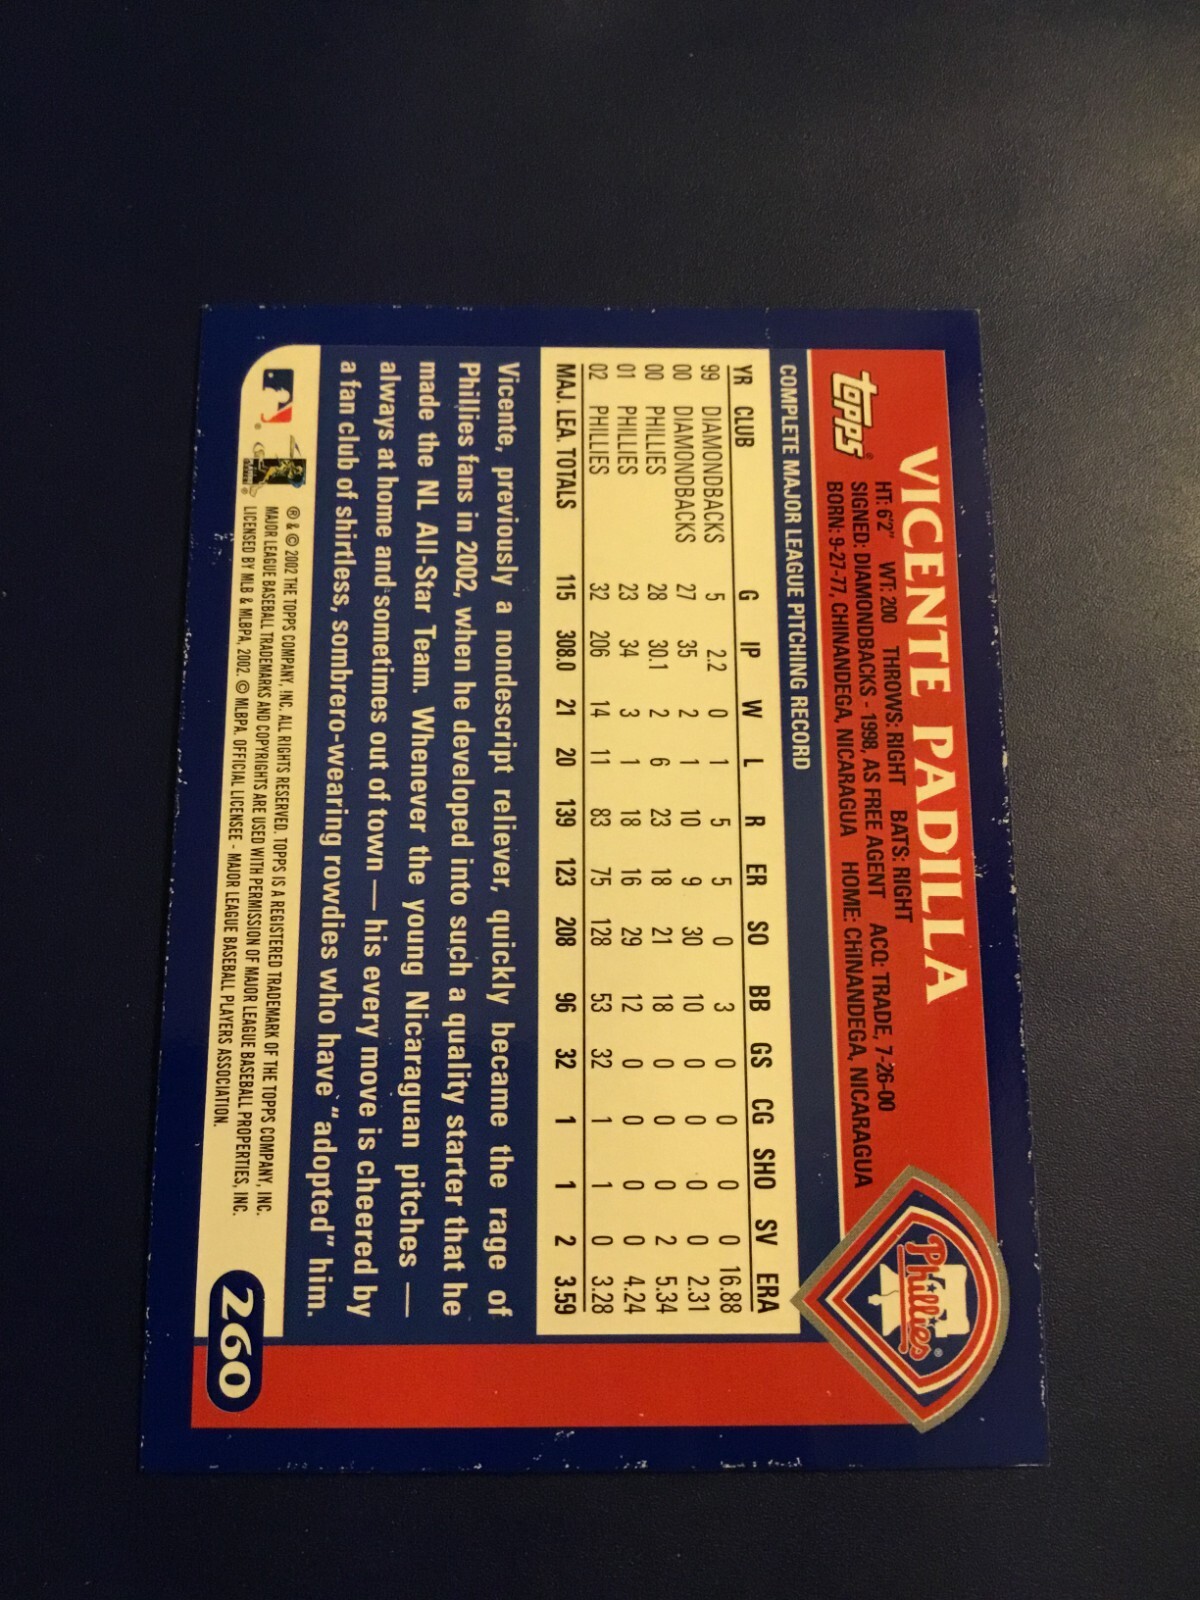 topps
VICENTE PADILLA
HT: 6'2" WT: 200 THROWS: RIGHT BATS: RIGHT
SIGNED: DIAMONDBACKS - 1998, AS FREE AGENT ACQ: TRADE, 7-26-00
BORN: 9-27-77, CHINANDEGA, NICARAGUA HOME: CHINANDEGA, NICARAGUA
Phillies
COMPLETE MAJOR LEAGUE PITCHING RECORD
YR CLUB G IP W L R ER SO BB GS CG SHO SV ERA
99 DIAMONDBACKS 5 2.2 0 1 5 5 0 3 0 0 0 0 16.88
00 DIAMONDBACKS 27 35 2 1 10 9 30 10 0 0 0 0 2.31
00 PHILLIES 28 30.1 2 6 23 18 21 18 0 0 0 2 5.34
01 PHILLIES 23 34 3 1 18 16 29 12 0 0 0 0 4.24
02 PHILLIES 32 206 14 11 83 75 128 53 32 1 1 0 3.28
MAJ. LEA. TOTALS 115 308.0 21 20 139 123 208 96 32 1 1 2 3.59
Vicente, previously a nondescript reliever, quickly became the rage of
Phillies fans in 2002, when he developed into such a quality starter that he
made the NL All-Star Team. Whenever the young Nicaraguan pitches —
always at home and sometimes out of town — his every move is cheered by
a fan club of shirtless, sombrero-wearing rowdies who have "adopted" him.
® & © 2002 THE TOPPS COMPANY, INC. ALL RIGHTS RESERVED. TOPPS IS A REGISTERED TRADEMARK OF THE TOPPS COMPANY, INC.
MAJOR LEAGUE BASEBALL TRADEMARKS AND COPYRIGHTS ARE USED WITH PERMISSION OF MAJOR LEAGUE BASEBALL PROPERTIES, INC.
LICENSED BY MLB & MLBPA, 2002. © MLBPA. OFFICIAL LICENSEE - MAJOR LEAGUE BASEBALL PLAYERS ASSOCIATION.
260